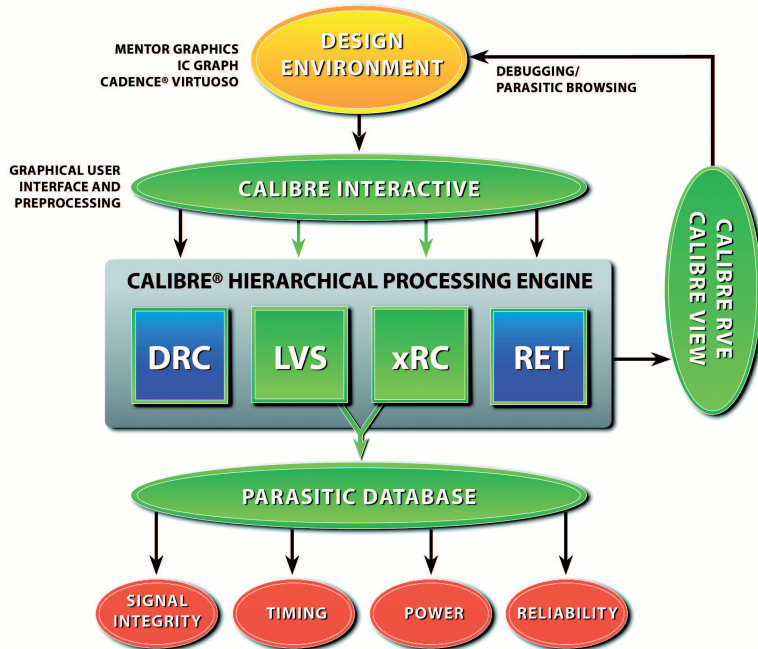 MENTOR GRAPHICS
IC GRAPH
CADENCE® VIRTUOSO
DESIGN
ENVIRONMENT
DEBUGGING/
PARASITIC BROWSING
GRAPHICAL USER
INTERFACE AND
PREPROCESSING
CALIBRE INTERACTIVE
CALIBRE® HIERARCHICAL PROCESSING ENGINE
DRC
LVS
xRC
RET
CALIBRE RVE
CALIBRE VIEW
PARASITIC DATABASE
SIGNAL
INTEGRITY
TIMING
POWER
RELIABILITY